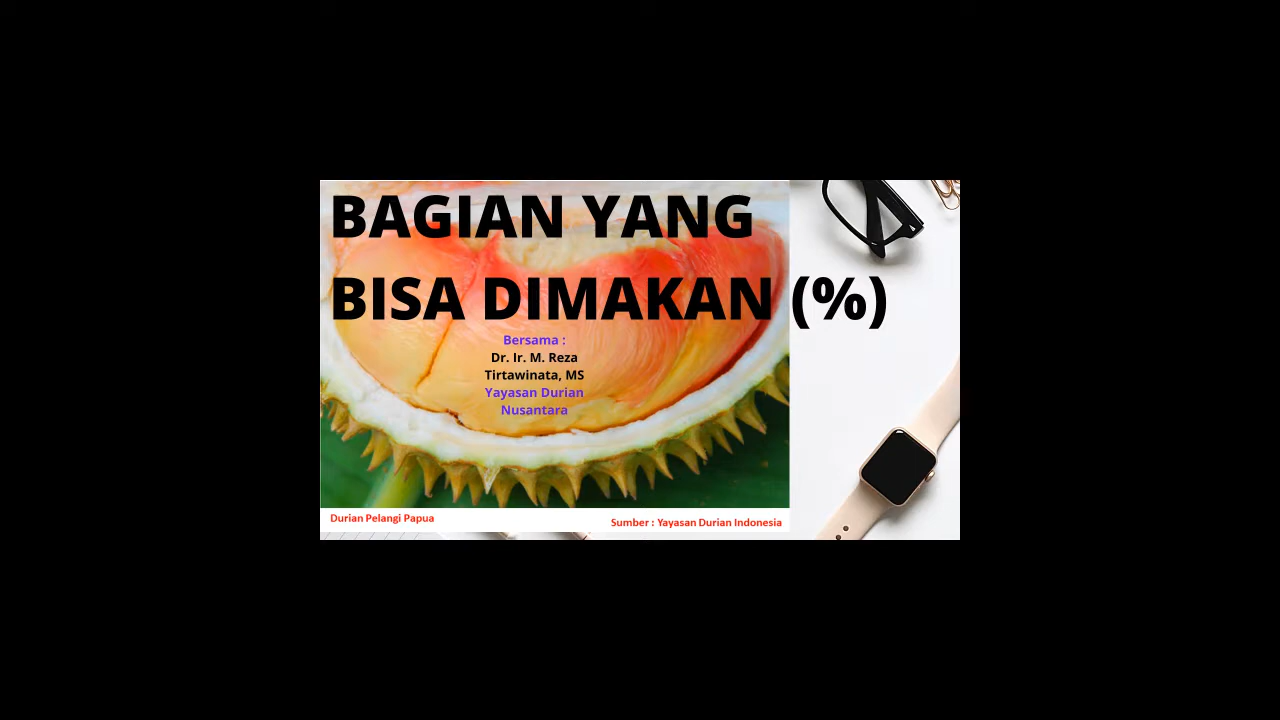 BAGIAN YANG
BISA DIMAKAN (%)
Bersama :
Dr. Ir. M. Reza
Tirtawinata, MS
Yayasan Durian
Nusantara
Durian Pelangi Papua
Sumber : Yayasan Durian Indonesia